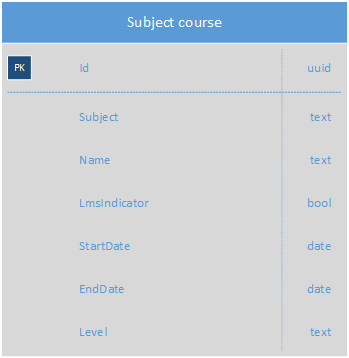 Subject course
PK Id uuid
Subject text
Name text
LmsIndicator bool
StartDate date
EndDate date
Level text